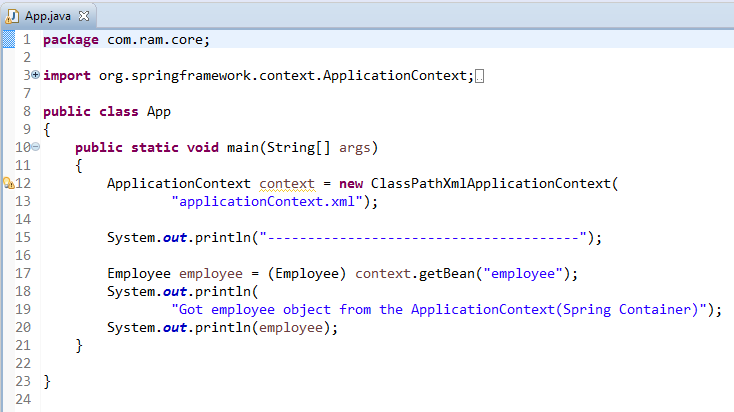 App.java
1 package com.ram.core;
2
3 import org.springframework.context.ApplicationContext;
7
8 public class App
9 {
10 public static void main(String[] args)
11 {
12 ApplicationContext context = new ClassPathXmlApplicationContext(
13 "applicationContext.xml");
14
15 System.out.println("---------------------------------------");
16
17 Employee employee = (Employee) context.getBean("employee");
18 System.out.println(
19 "Got employee object from the ApplicationContext(Spring Container)");
20 System.out.println(employee);
21 }
22
23 }
24